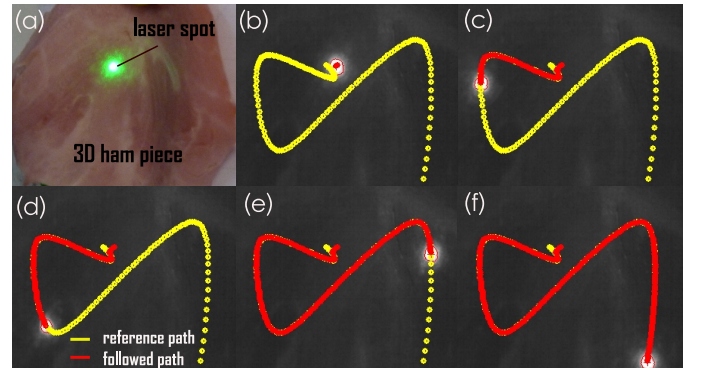 (a)
laser spot
3D ham piece
(b)
(c)
(d)
reference path
followed path
(e)
(f)